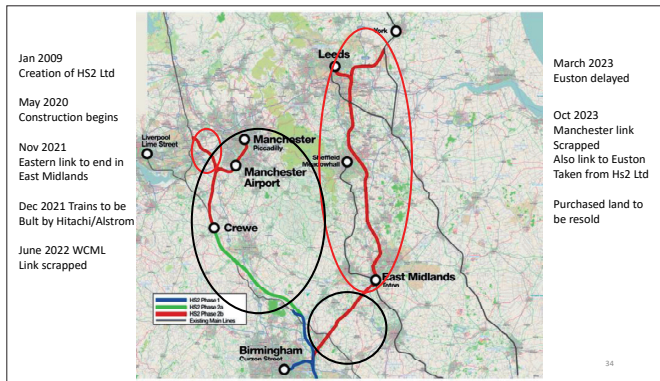 Jan 2009
Creation of HS2 Ltd
May 2020
Construction begins
Nov 2021
Eastern link to end in
East Midlands
Dec 2021 Trains to be
Bult by Hitachi/Alstrom
June 2022 WCML
Link scrapped
York
Leeds
Liverpool
Lime Street
Manchester
Piccadilly
Manchester
Airport
Sheffield
Meadowhall
Crewe
East Midlands
HS2 Phase 1
HS2 Phase 2a
HS2 Phase 2b
Existing Main Lines
Birmingham
Curzon Street
March 2023
Euston delayed
Oct 2023
Manchester link
Scrapped
Also link to Euston
Taken from Hs2 Ltd
Purchased land to
be resold
34